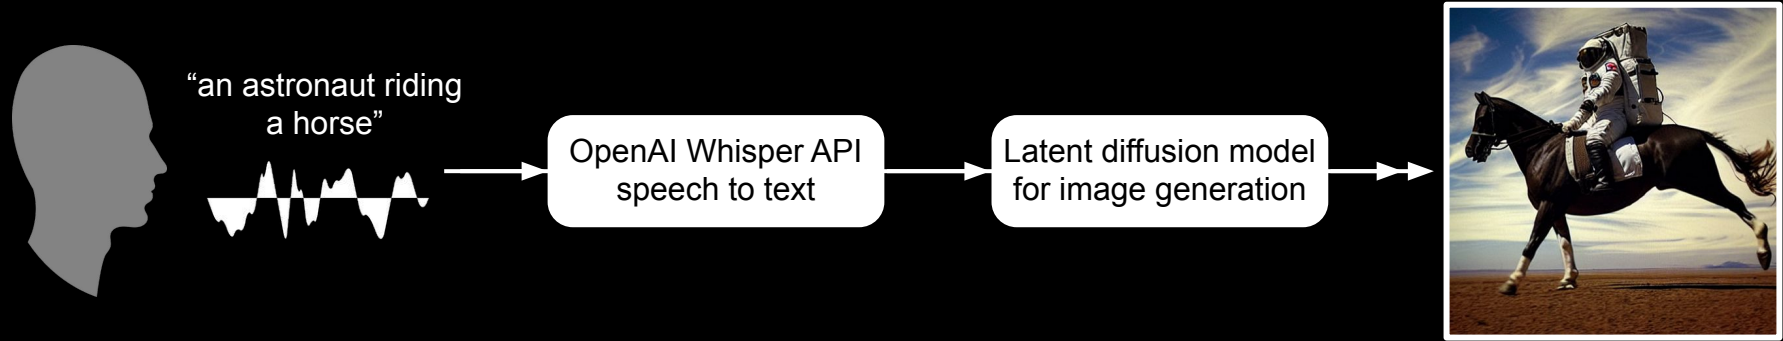 “an astronaut riding
a horse”
OpenAI Whisper API
speech to text
Latent diffusion model
for image generation